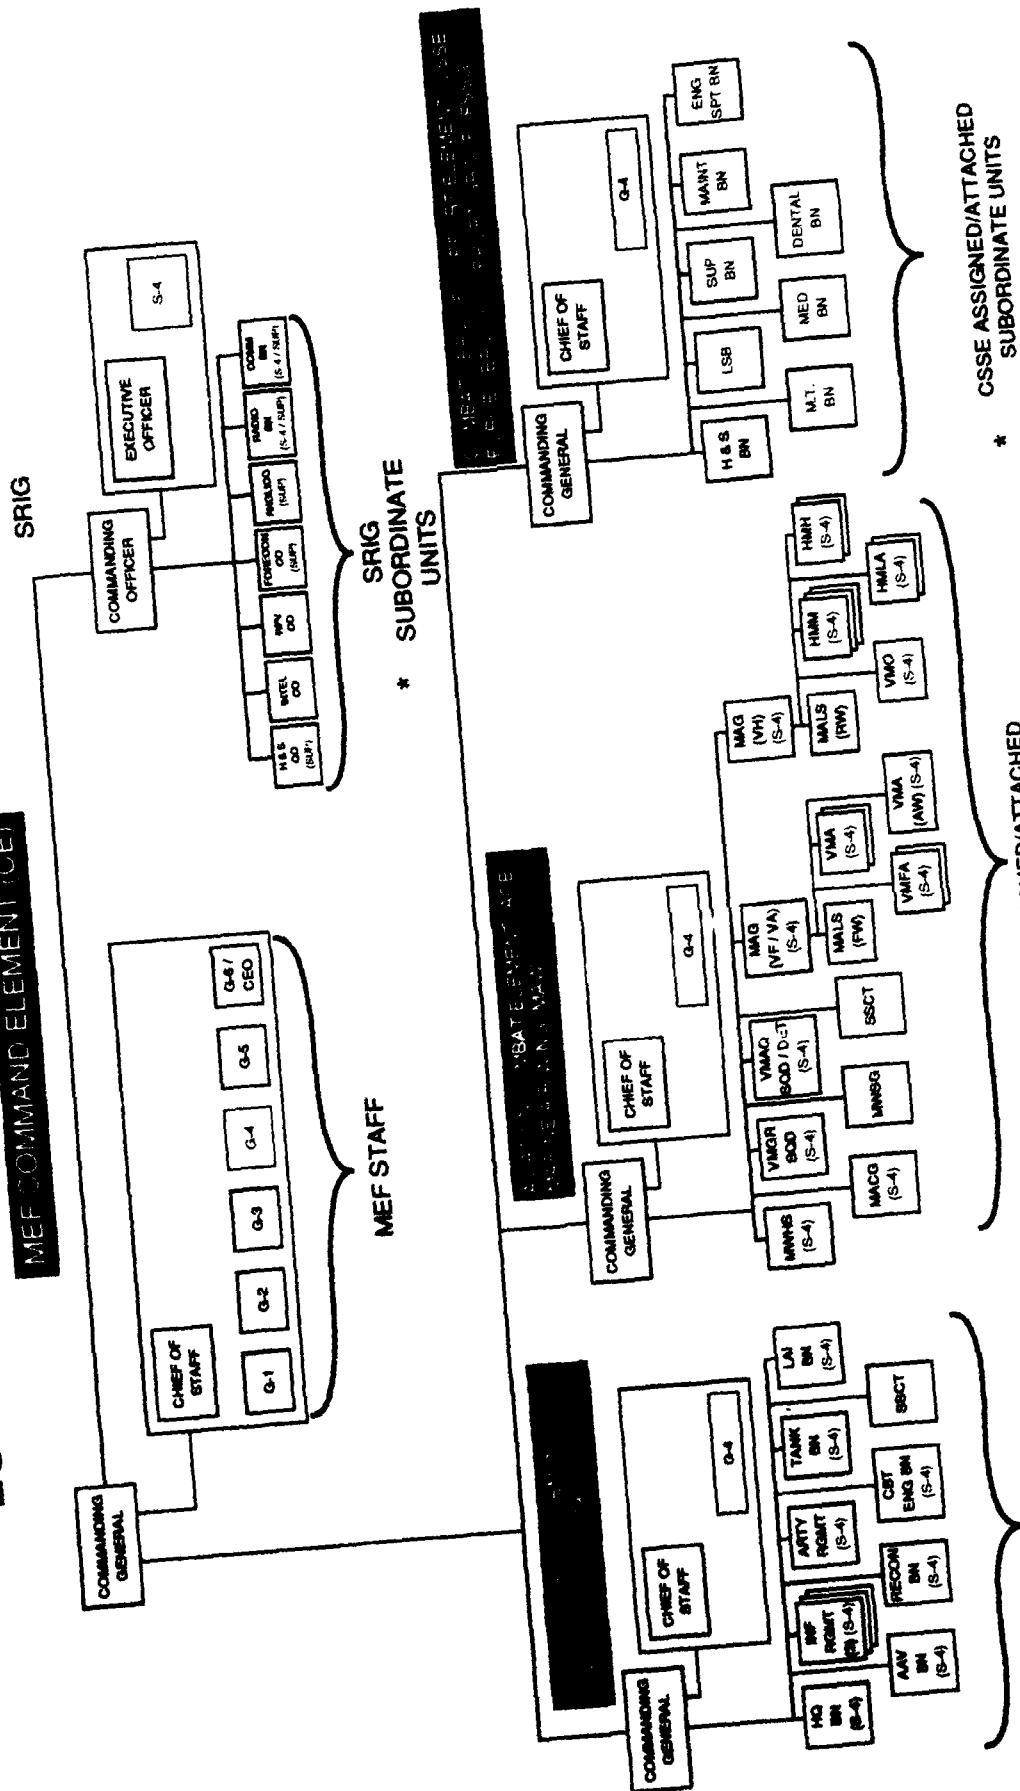 MEF COMMAND ELEMENT (CE)
COMMANDING
GENERAL
CHIEF OF
STAFF
G-1
G-2
G-3
G-4
G-5
G-6 /
CEO
MEF STAFF
SRIG
COMMANDING
OFFICER
EXECUTIVE
OFFICER
S-4
H & S
CO
(SUP)
INTEL
CO
RPV
CO
FORECON
CO
(SUP)
ANGLICO
(SUP)
RADIO
BN
(S-4 / SUP)
COMM
BN
(S-4 / SUP)
SRIG
* SUBORDINATE
UNITS
COMMANDING
GENERAL
CHIEF OF
STAFF
G-4
HQ
BN
(S-4)
INF
RGMT
(S-4)
ARTY
RGMT
(S-4)
TANK
BN
(S-4)
LAI
BN
(S-4)
AAV
BN
(S-4)
RECON
BN
(S-4)
CBT
ENG BN
(S-4)
SSCT
ELEMENT
COMMANDING
GENERAL
CHIEF OF
STAFF
G-4
MWHS
(S-4)
VMGR
SQD
(S-4)
VMAQ
SQD / DET
(S-4)
MAG
(VF / VA)
(S-4)
MAG
(VH)
(S-4)
MACG
(S-4)
MWSG
SSCT
MALS
(FW)
VMA
(S-4)
VMFA
(S-4)
VMA
(AW) (S-4)
MALS
(RW)
HMM
(S-4)
HMH
(S-4)
VMO
(S-4)
HMLA
(S-4)
/ATTACHED
COMMANDING
GENERAL
CHIEF OF
STAFF
G-4
H & S
BN
LSB
SUP
BN
MAINT
BN
ENG
SPT BN
M.T.
BN
MED
BN
DENTAL
BN
CSSE ASSIGNED/ATTACHED
* SUBORDINATE UNITS